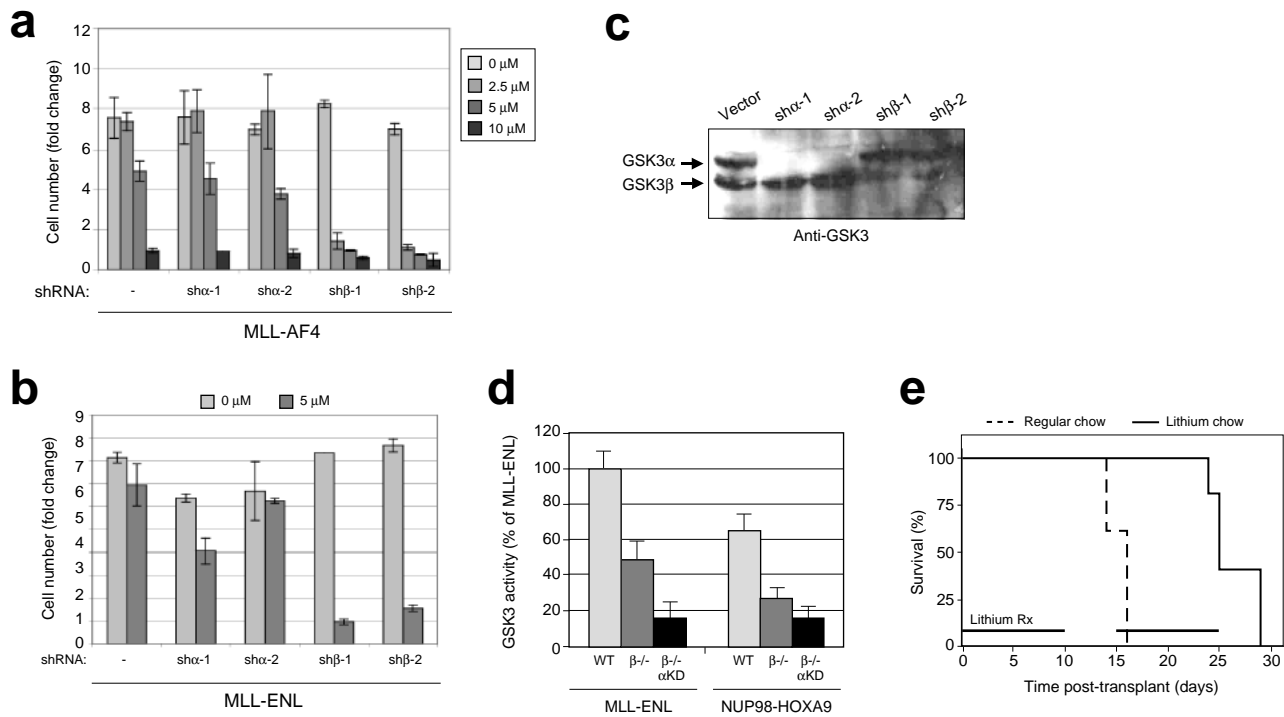 a
Cell number (fold change)
12
10
8
6
4
2
0
0 μM
2.5 μM
5 μM
10 μM
shRNA: - shα-1 shα-2 shβ-1 shβ-2
MLL-AF4
b
0 μM 5 μM
Cell number (fold change)
9
8
7
6
5
4
3
2
1
0
shRNA: - shα-1 shα-2 shβ-1 shβ-2
MLL-ENL
c
Vector shα-1 shα-2 shβ-1 shβ-2
GSK3α
GSK3β
Anti-GSK3
d
GSK3 activity (% of MLL-ENL)
120
100
80
60
40
20
0
WT β-/- β-/- WT β-/- β-/-
αKD αKD
MLL-ENL NUP98-HOXA9
e
Regular chow Lithium chow
Survival (%)
100
75
50
25
0
Lithium Rx
0 5 10 15 20 25 30
Time post-transplant (days)